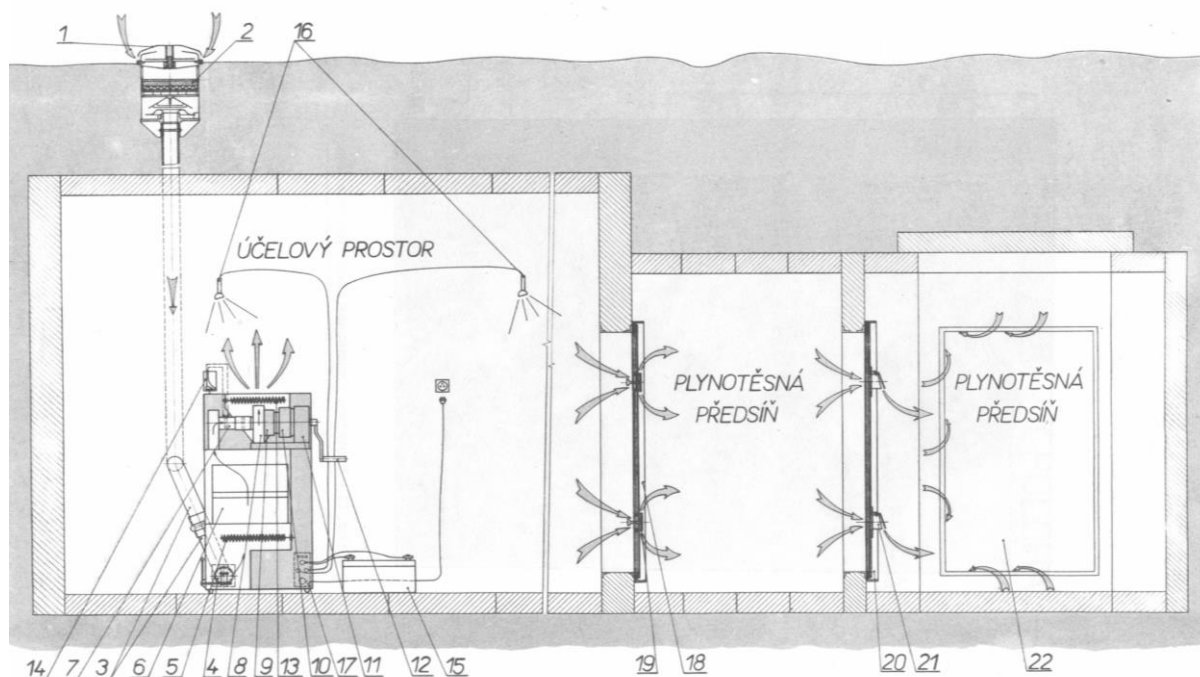 1 2 16
ÚČELOVÝ PROSTOR
PLYNOTĚSNÁ
PŘEDSÍŇ
PLYNOTĚSNÁ
PŘEDSÍŇ
14 7 3 6 5 4 8 9 13 10 17 11 12 15 19 18 20 21 22